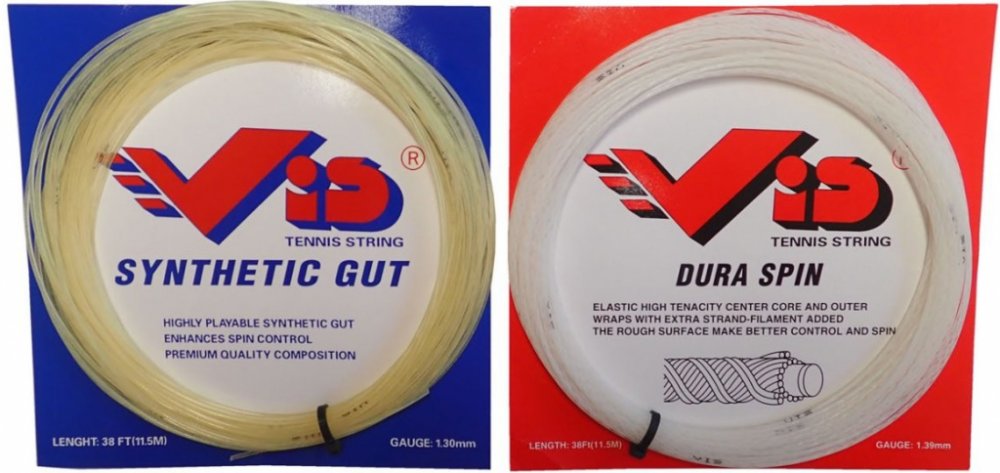 Vis ®
TENNIS STRING
SYNTHETIC GUT
HIGHLY PLAYABLE SYNTHETIC GUT
ENHANCES SPIN CONTROL
PREMIUM QUALITY COMPOSITION
LENGHT: 38 FT(11.5M)
GAUGE: 1.30mm
Vis
TENNIS STRING
DURA SPIN
ELASTIC HIGH TENACITY CENTER CORE AND OUTER
WRAPS WITH EXTRA STRAND-FILAMENT ADDED
THE ROUGH SURFACE MAKE BETTER CONTROL AND SPIN
LENGTH: 38Ft(11.5M)
GAUGE: 1.39mm